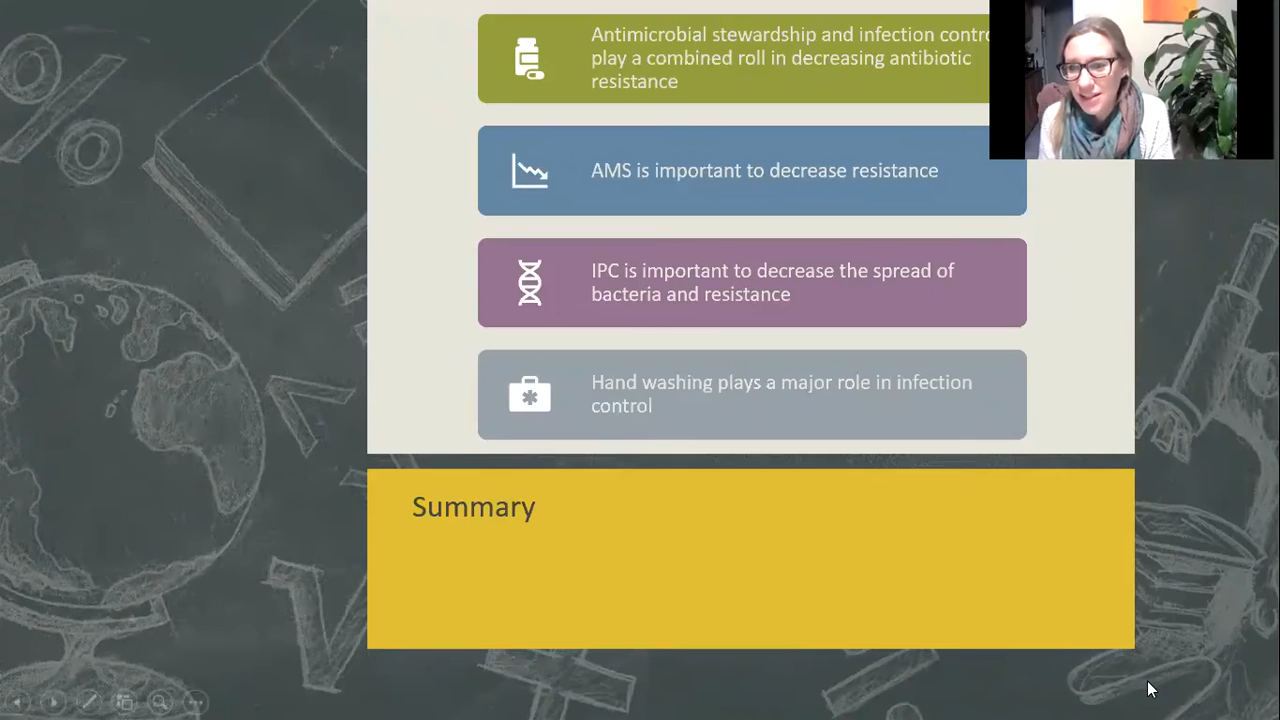 Antimicrobial stewardship and infection
play a combined roll in decreasing antibiotic
resistance
AMS is important to decrease resistance
IPC is important to decrease the spread of
bacteria and resistance
Hand washing plays a major role in infection
control
Summary